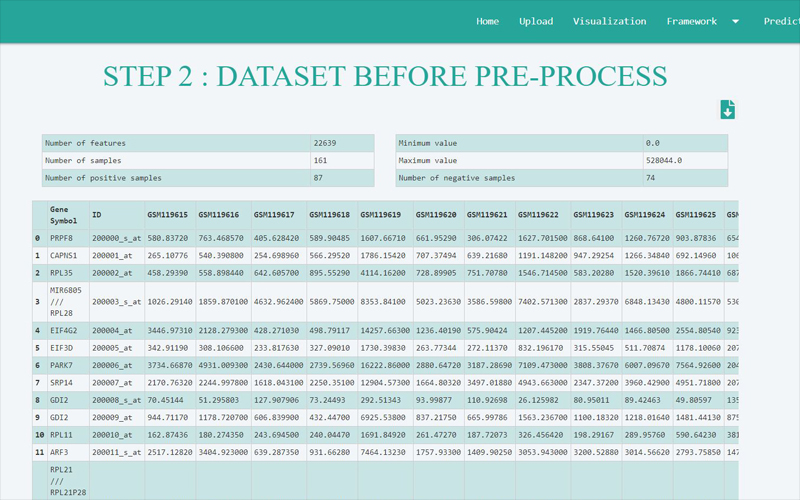 Home Upload Visualization Framework Predict
STEP 2 : DATASET BEFORE PRE-PROCESS
Number of features 22639
Number of samples 161
Number of positive samples 87
Minimum value 0.0
Maximum value 528044.0
Number of negative samples 74
Gene Symbol ID GSM119615 GSM119616 GSM119617 GSM119618 GSM119619 GSM119620 GSM119621 GSM119622 GSM119623 GSM119624 GSM119625 GSM
0 PRPF8 200000_s_at 580.83720 763.468570 405.628420 589.90485 1607.66710 661.95290 306.07422 1627.701500 868.64100 1260.76720 903.87836 654
1 CAPNS1 200001_at 265.10776 540.390800 254.698960 566.29520 1786.15420 707.37494 639.21680 1191.148200 947.29254 1266.34840 692.14960 106
2 RPL35 200002_at 458.29390 558.898440 642.605700 895.55290 4114.16200 728.89905 751.70780 1546.714500 583.20280 1520.39610 1866.74410 687
3 MIR6805 /// RPL28 200003_s_at 1026.29140 1859.870100 4632.962400 5869.75000 8353.84100 5023.23630 3586.59800 7402.571300 2837.29370 6848.13430 4800.11570 530
4 EIF4G2 200004_at 3446.97310 2128.279300 428.271030 498.79117 14257.66300 1236.40190 575.90424 1207.445200 1919.76440 1466.80500 2554.80540 923
5 EIF3D 200005_at 342.91190 308.106600 233.817630 327.09010 1730.39830 263.77344 272.11370 832.196170 315.55045 511.70874 1178.10060 207
6 PARK7 200006_at 3734.66870 4931.009300 2430.644000 2739.56960 16222.86000 2880.64720 3187.28690 7109.473000 3808.37670 6007.09670 7564.92600 204
7 SRP14 200007_at 2170.76320 2244.997800 1618.043100 2250.35100 12904.57300 1664.80320 3497.01880 4943.663000 2347.37200 3960.42900 4951.71800 207
8 GDI2 200008_s_at 70.45144 51.295803 127.907906 73.24493 292.51343 93.99877 110.92698 26.125982 80.95011 89.42463 49.80597 135
9 GDI2 200009_at 944.71170 1178.720700 606.839900 432.44700 6925.53800 837.21750 665.99786 1563.236700 1100.18320 1218.01640 1481.44130 875
10 RPL11 200010_at 162.87436 180.274350 243.694500 240.04470 1691.84920 261.47270 187.72073 326.456420 198.29167 289.95760 590.64230 381
11 ARF3 200011_s_at 2517.12820 3404.923000 639.287350 931.66280 7464.13230 1757.93300 1409.90250 3053.943000 3200.52880 3014.56620 2793.75850 147
RPL21
///
RPL21P28